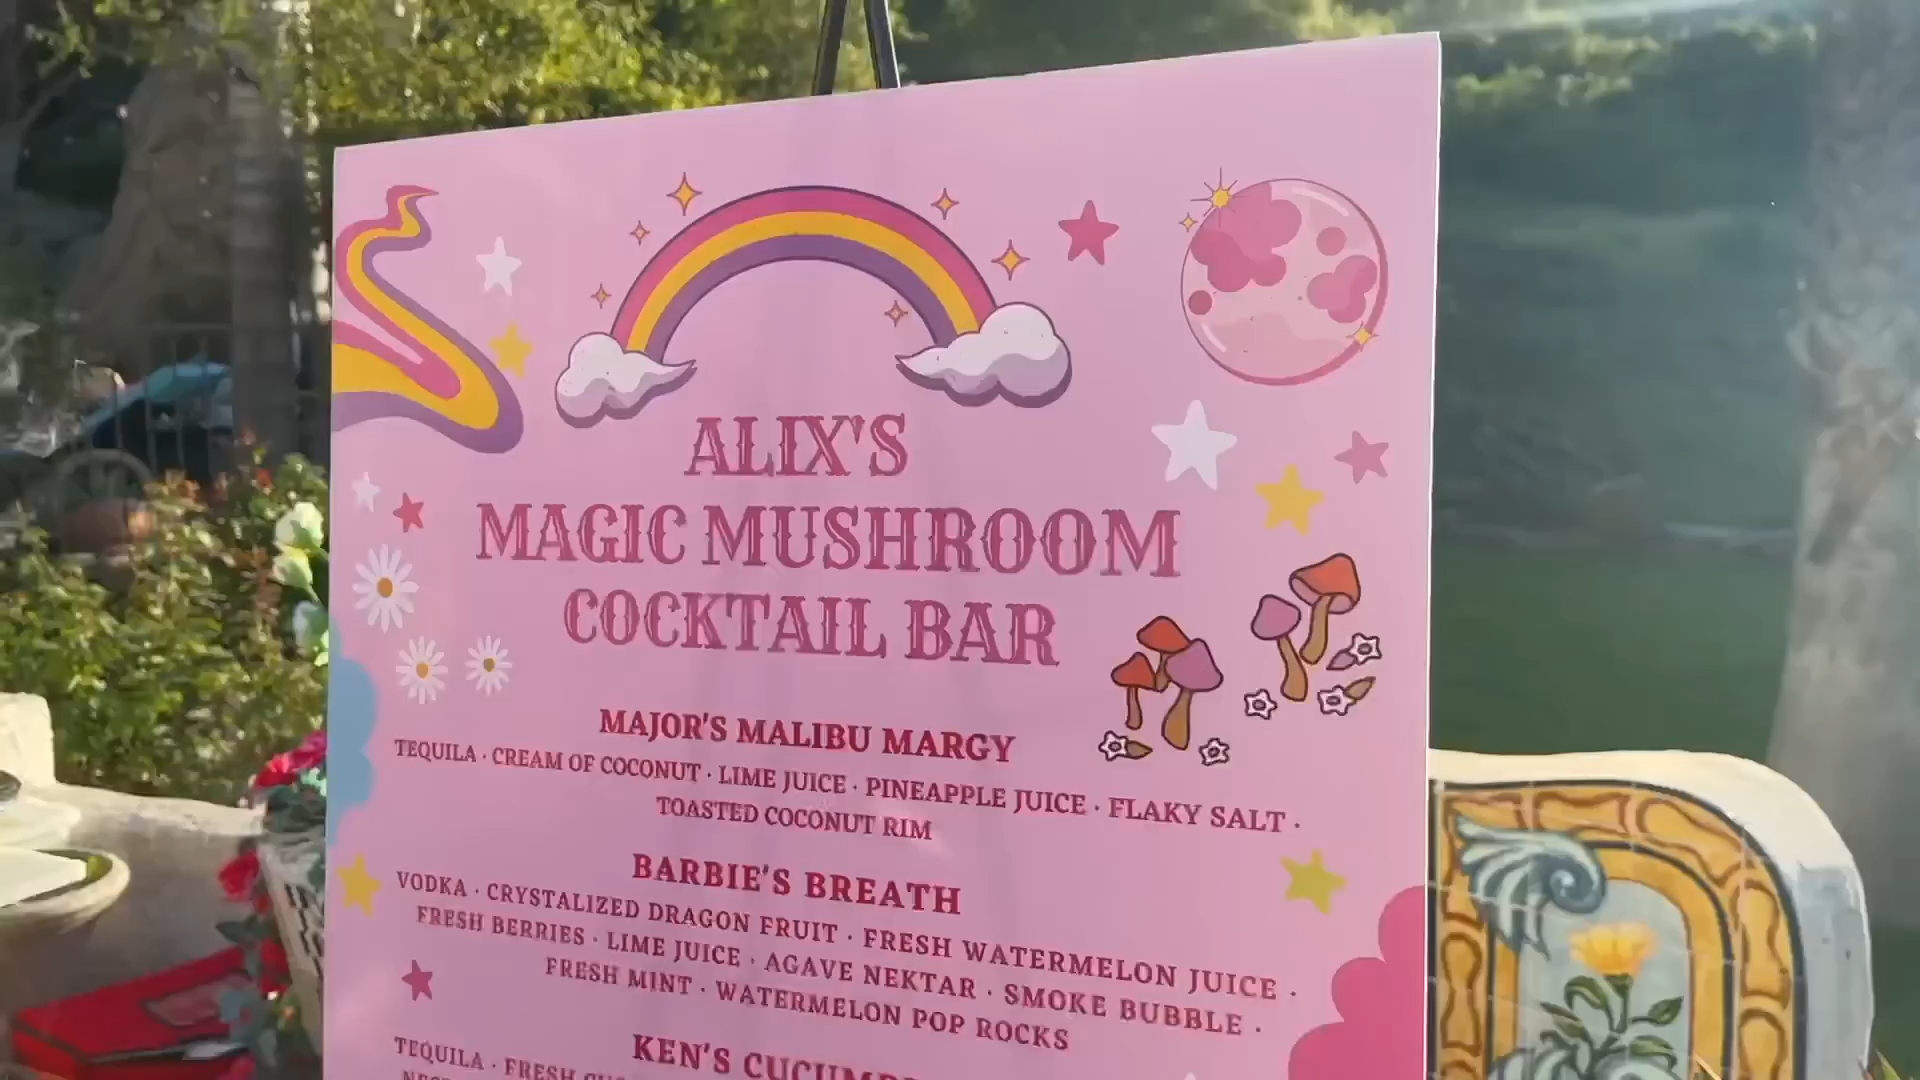 ALIX'S
MAGIC MUSHROOM
COCKTAIL BAR
MAJOR'S MALIBU MARGY
TEQUILA · CREAM OF COCONUT · LIME JUICE · PINEAPPLE JUICE · FLAKY SALT ·
TOASTED COCONUT RIM
BARBIE'S BREATH
VODKA · CRYSTALIZED DRAGON FRUIT · FRESH WATERMELON JUICE ·
FRESH BERRIES · LIME JUICE · AGAVE NEKTAR · SMOKE BUBBLE ·
FRESH MINT · WATERMELON POP ROCKS
KEN'S
TEQUILA · FRESH